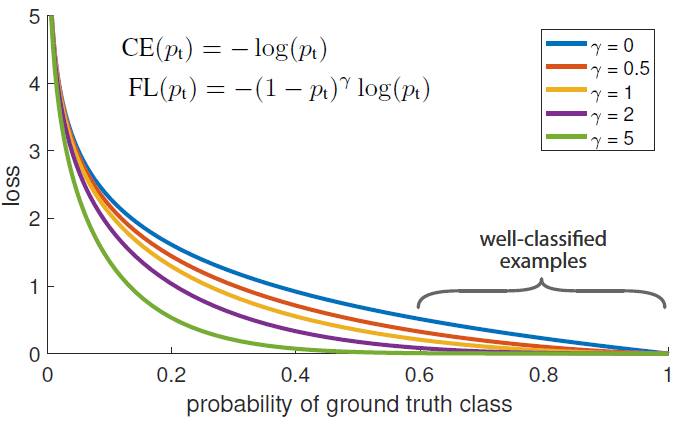 CE(pt) = − log(pt)
FL(pt) = −(1 − pt)γ log(pt)
γ = 0
γ = 0.5
γ = 1
γ = 2
γ = 5
well-classified
examples
loss
5
4
3
2
1
0
0 0.2 0.4 0.6 0.8 1
probability of ground truth class